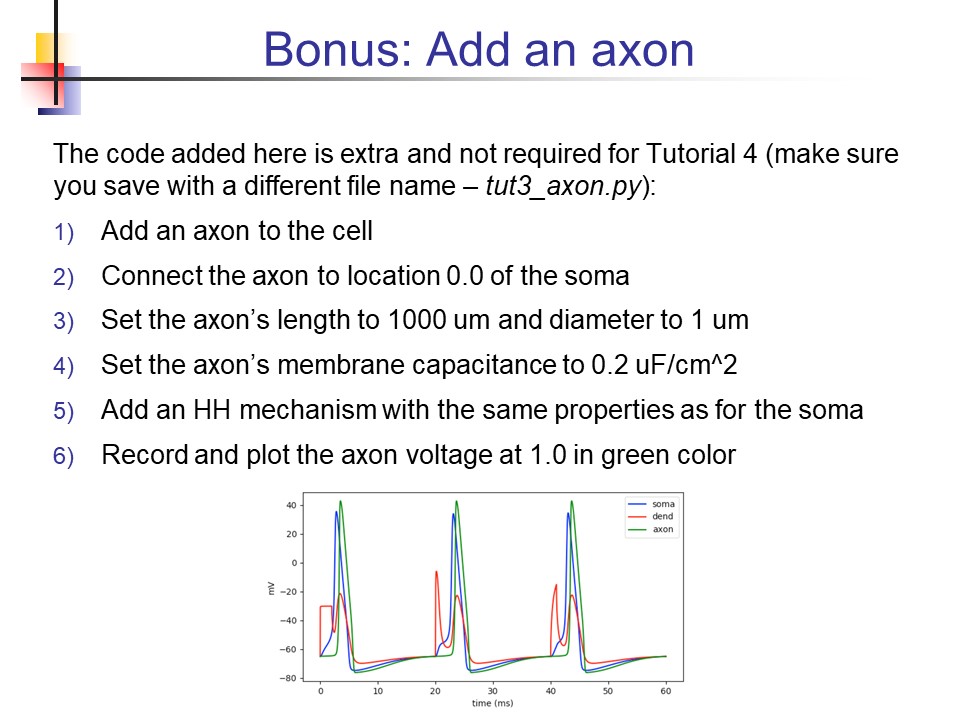 Bonus: Add an axon
The code added here is extra and not required for Tutorial 4 (make sure
you save with a different file name – tut3_axon.py):
1) Add an axon to the cell
2) Connect the axon to location 0.0 of the soma
3) Set the axon’s length to 1000 um and diameter to 1 um
4) Set the axon’s membrane capacitance to 0.2 uF/cm^2
5) Add an HH mechanism with the same properties as for the soma
6) Record and plot the axon voltage at 1.0 in green color
soma
dend
axon
40
20
0
−20
−40
−60
−80
mV
0 10 20 30 40 50 60
time (ms)